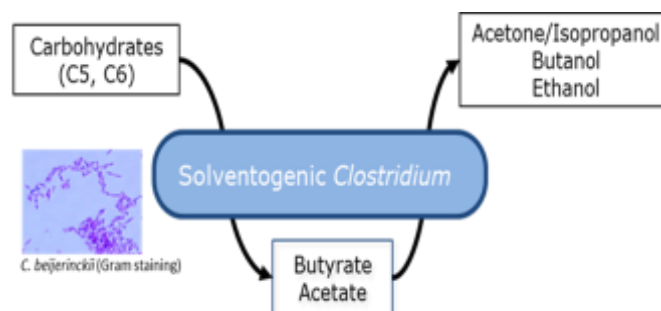 Carbohydrates
(C5, C6)
Acetone/Isopropanol
Butanol
Ethanol
Solventogenic Clostridium
C. beijerinckii (Gram staining)
Butyrate
Acetate